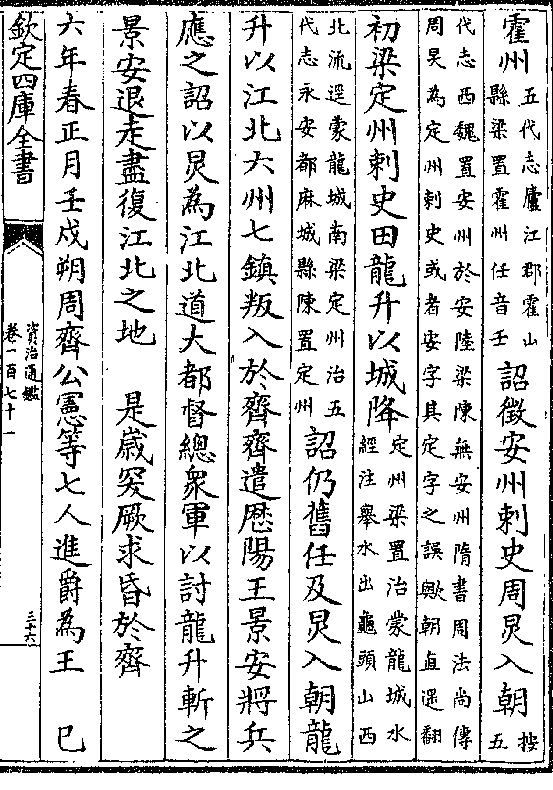 霍州五代志廬江郡霍山縣梁置霍州任音壬詔徵安州刺史周炅入朝按五
代志西魏置安州於安陸梁陳無安州隋書周法尚傳周炅為定州刺史或者安字其定字之誤歟朝直遥翻
初梁定州刺史田龍升以城降定州梁置治蒙龍城水經注舉水出龜頭山西
北流逕蒙龍城南梁定州治五代志永安都麻城縣陳置定州詔仍舊任及炅入朝龍
升以江北六州七鎮叛入於齊齊遣厯陽王景安將兵
應之詔以炅為江北道大都督總衆軍以討龍升斬之
景安退走盡復江北之地　是歳突厥求昏於齊
六年春正月壬戍朔周齊公憲等七人進爵為王　巳
欽定四庫全書
資治通鑑
卷一百七十一
三十六